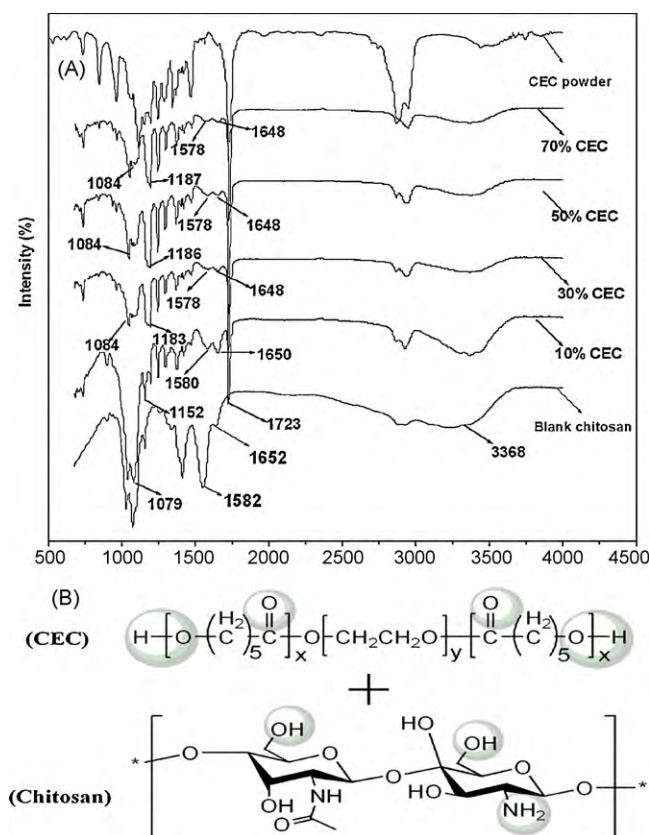 (A)
CEC powder
1578
1648
70% CEC
1084
1187
1578
1648
50% CEC
1084
1186
1578
1648
30% CEC
1084
1183
1580
1650
10% CEC
1152
1723
Blank chitosan
1652
3368
1079
1582
Intensity (%)
500 1000 1500 2000 2500 3000 3500 4000 4500
(B)
(CEC)
H [ O ( C H2 ) 5 C O ] x O [ CH2CH2O ] y [ C O ( C H2 ) 5 O ] x H
+
(Chitosan)
* O OH O OH NH O O HO OH O HO NH2 O *